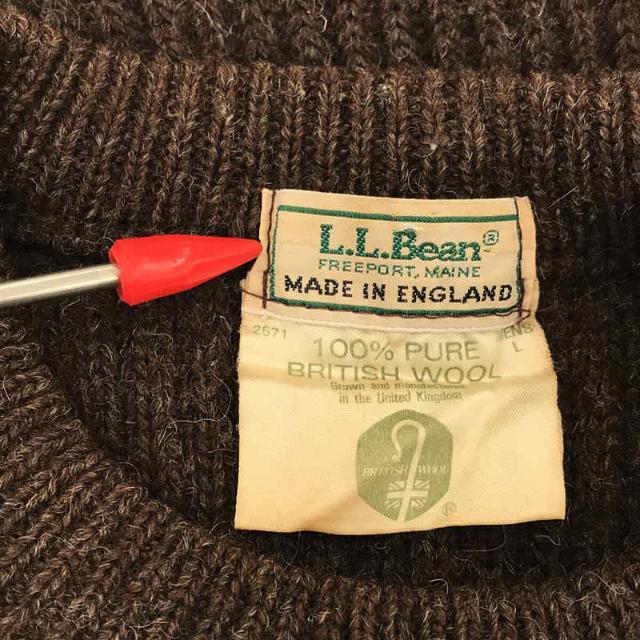 L.L.Bean®
FREEPORT, MAINE
MADE IN ENGLAND
2571
MEN'S
L
100% PURE
BRITISH WOOL
Grown and manufactured
in the United Kingdom
BRITISH WOOL
®